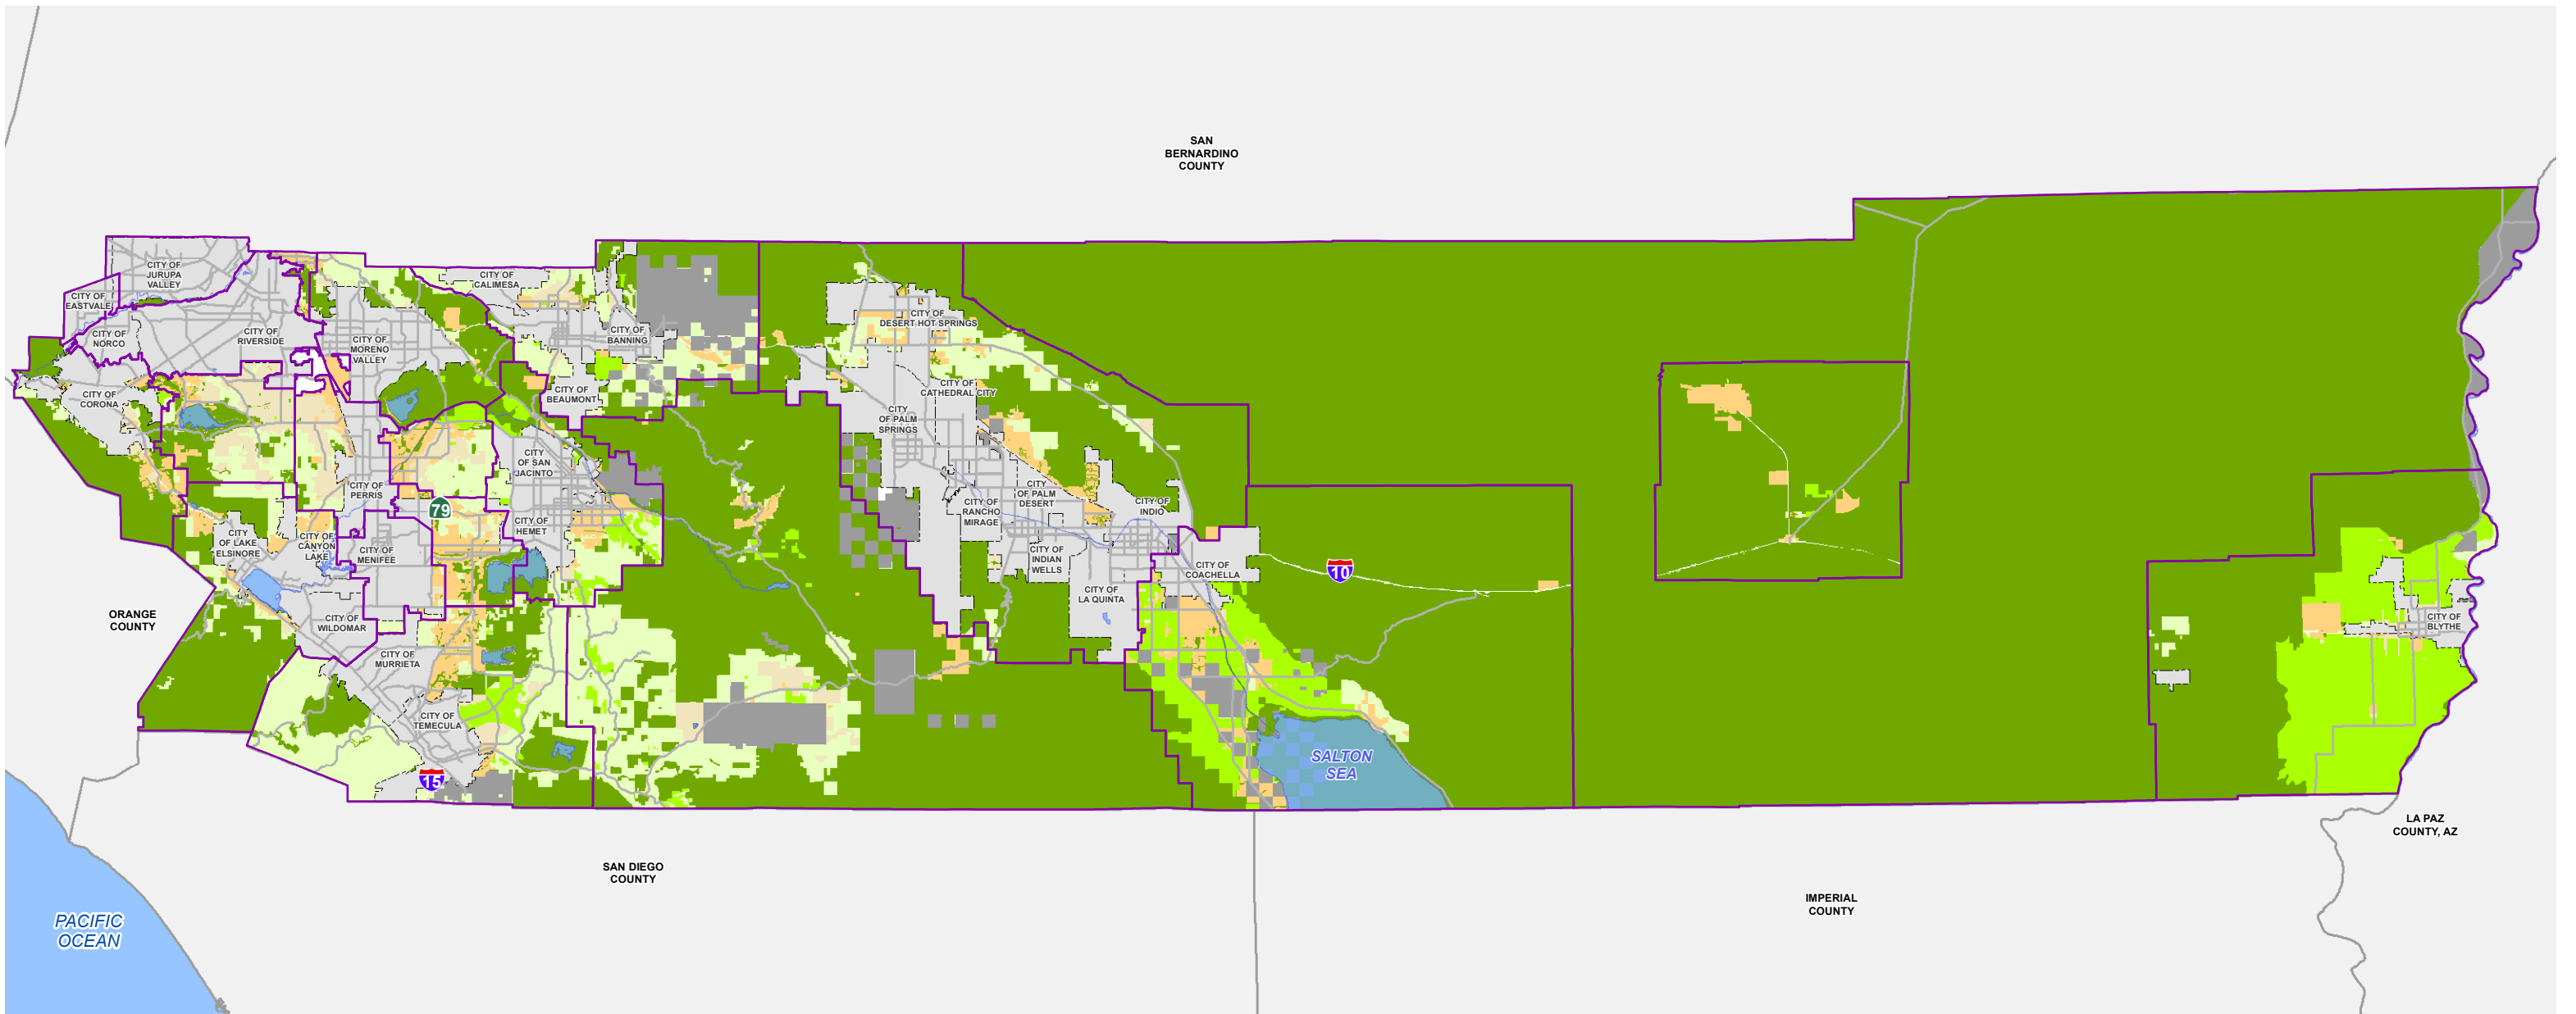 SAN
BERNARDINO
COUNTY
CITY OF
JURUPA
VALLEY
CITY OF
EASTVALE
CITY OF
NORCO
CITY OF
RIVERSIDE
CITY OF
CORONA
CITY OF
MORENO
VALLEY
CITY OF
CALIMESA
CITY OF
BANNING
CITY OF
BEAUMONT
CITY OF
DESERT HOT SPRINGS
CITY OF
CATHEDRAL CITY
CITY
OF PALM
SPRINGS
CITY
OF SAN
JACINTO
CITY OF
PERRIS
79
CITY OF
HEMET
CITY
OF LAKE
ELSINORE
CITY OF
CANYON
LAKE
CITY OF
MENIFEE
CITY OF
WILDOMAR
CITY OF
MURRIETA
CITY OF
TEMECULA
15
CITY OF
RANCHO
MIRAGE
CITY
OF PALM
DESERT
CITY OF
INDIO
CITY OF
INDIAN
WELLS
CITY OF
LA QUINTA
CITY OF
COACHELLA
10
SALTON
SEA
CITY OF
BLYTHE
ORANGE
COUNTY
SAN DIEGO
COUNTY
IMPERIAL
COUNTY
LA PAZ
COUNTY, AZ
PACIFIC
OCEAN